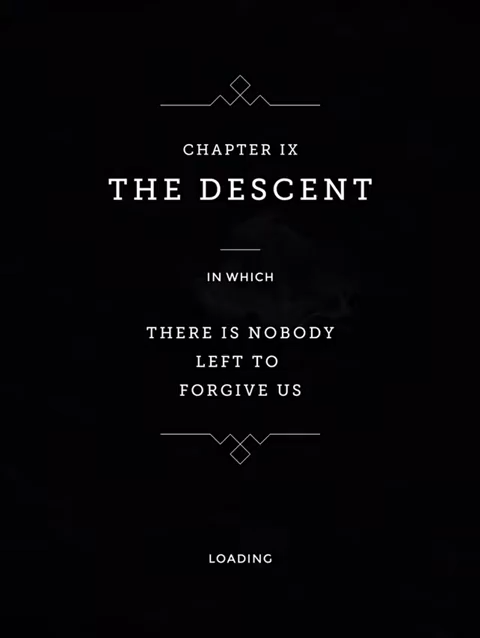 CHAPTER IX
THE DESCENT
IN WHICH
THERE IS NOBODY
LEFT TO
FORGIVE US
LOADING